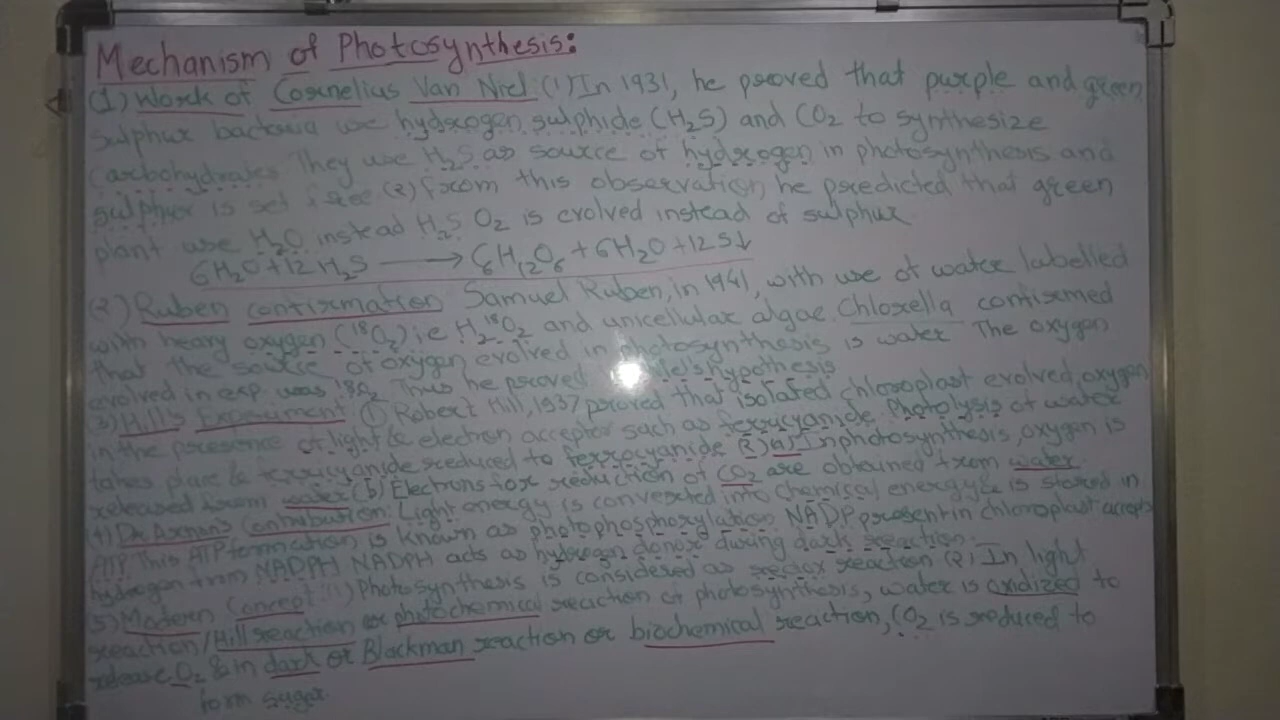 Mechanism of Photosynthesis:
(1) Work of Cornelius Van Niel (1) In 1931, he proved that purple and green
sulphur bacteria use hydrogen sulphide (H₂S) and CO₂ to synthesize
Carbohydrates They use H₂S as source of hydrogen in photosynthesis and
sulphur is set free (2) from this observation, he predicted that green
plant use H₂O instead H₂S O₂ is evolved instead of sulphur
6H₂O+12H₂S → C₆H₁₂O₆ + 6H₂O + 12S↓
(2) Ruben confirmation Samuel Ruben, in 1941, with use of water labelled
with heavy oxygen (¹⁸O₂) ie H₂¹⁸O₂ and unicellular algae Chlorella confirmed
that the source of oxygen evolved in photosynthesis is water The oxygen
evolved in exp was ¹⁸O₂ Thus he proved hypothesis
(3) Hill's Experiment (1) Robert Hill, 1937 proved that isolated chloroplast evolved oxygen
in the presence of light & electron acceptor such as ferricyanide Photolysis of water
takes place & ferricyanide reduced to ferrocyanide (2) (a) In photosynthesis, oxygen is
released from water (b) Electrons for reduction of CO₂ are obtained from water
(4) Dr Arnon's Contribution: Light energy is converted into chemical energy & is stored in
ATP. This ATP formation is known as photophosphorylation NADP present in chloroplast accepts
hydrogen from NADPH NADPH acts as hydrogen donor during dark reaction.
5) Modern Concept: (1) Photosynthesis is considered as redox reaction (2) In light
reaction/Hill reaction or photochemical reaction of photosynthesis, water is oxidized to
release O₂ & in dark or Blackman reaction or biochemical reaction, CO₂ is reduced to
form sugar.